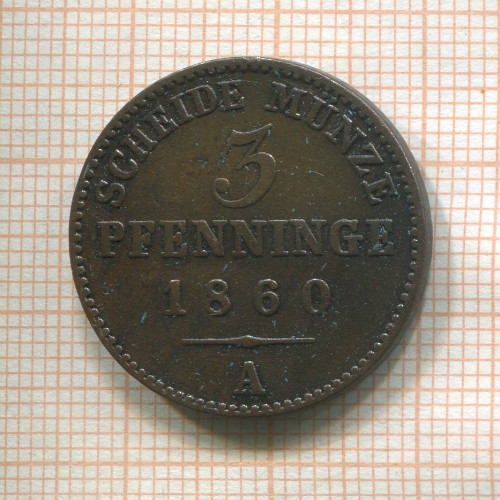 SCHEIDE MÜNZE
3
PFENNINGE
1860
A